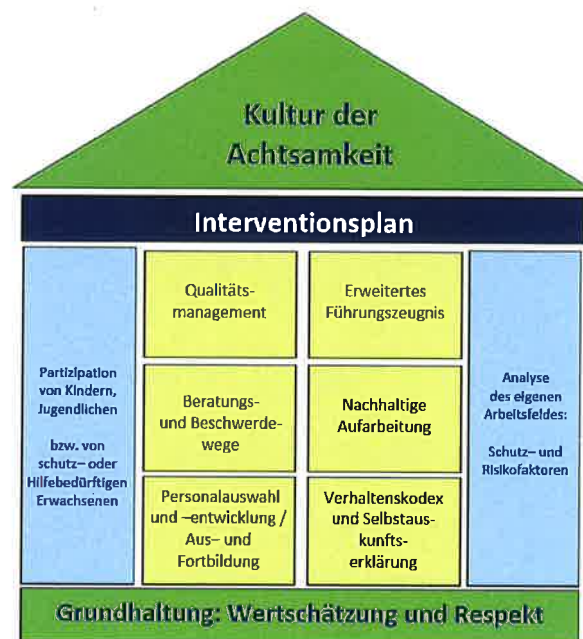 Kultur der
Achtsamkeit
Interventionsplan
Partizipation
von Kindern,
Jugendlichen
bzw. von
schutz– oder
Hilfebedürftigen
Erwachsenen
Qualitäts-
management
Erweitertes
Führungszeugnis
Beratungs-
und Beschwerde-
wege
Nachhaltige
Aufarbeitung
Personalauswahl
und –entwicklung /
Aus– und
Fortbildung
Verhaltenskodex
und Selbstaus-
kunfts-
erklärung
Analyse
des eigenen
Arbeitsfeldes:
Schutz– und
Risikofaktoren
Grundhaltung: Wertschätzung und Respekt